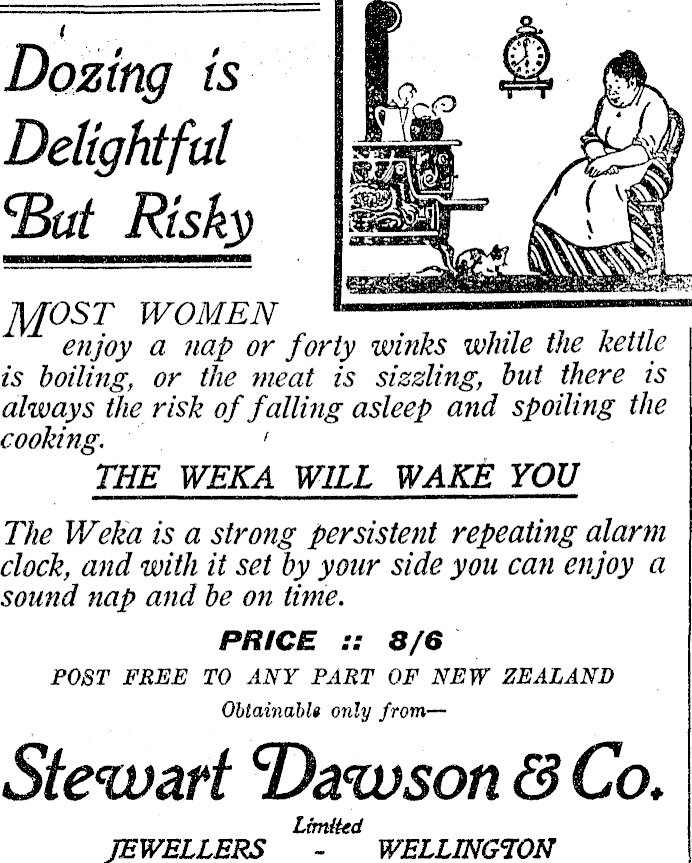 Dozing is
Delightful
But Risky
MOST WOMEN
enjoy a nap or forty winks while the kettle
is boiling, or the meat is sizzling, but there is
always the risk of falling asleep and spoiling the
cooking.
THE WEKA WILL WAKE YOU
The Weka is a strong persistent repeating alarm
clock, and with it set by your side you can enjoy a
sound nap and be on time.
PRICE :: 8/6
POST FREE TO ANY PART OF NEW ZEALAND
Obtainable only from—
Stewart Dawson & Co.
Limited
JEWELLERS - WELLINGTON